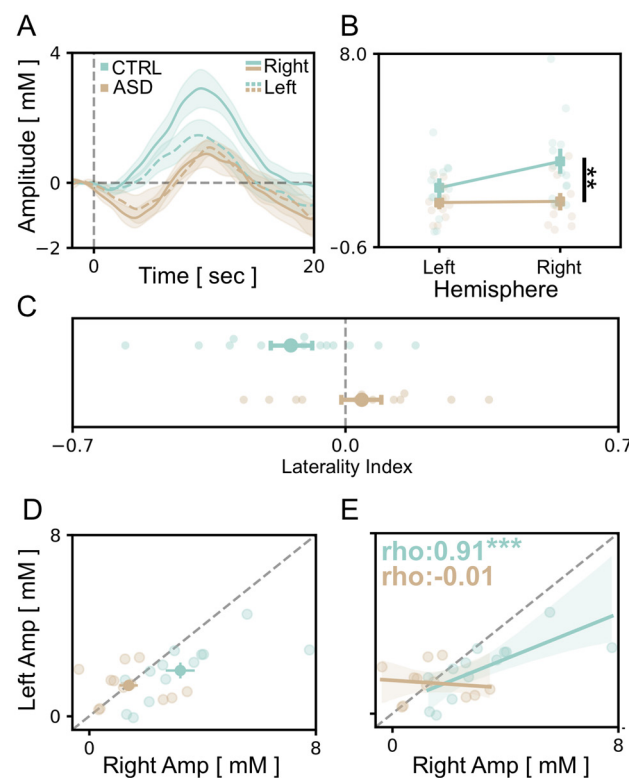 A
B
4
CTRL
ASD
Right
Left
0
−2
Amplitude [ mM ]
0
20
Time [ sec ]
8.0
**
−0.6
Left
Right
Hemisphere
C
−0.7
0.0
0.7
Laterality Index
D
E
8
0
Left Amp [ mM ]
0
8
Right Amp [ mM ]
rho:0.91***
rho:-0.01
0
8
Right Amp [ mM ]